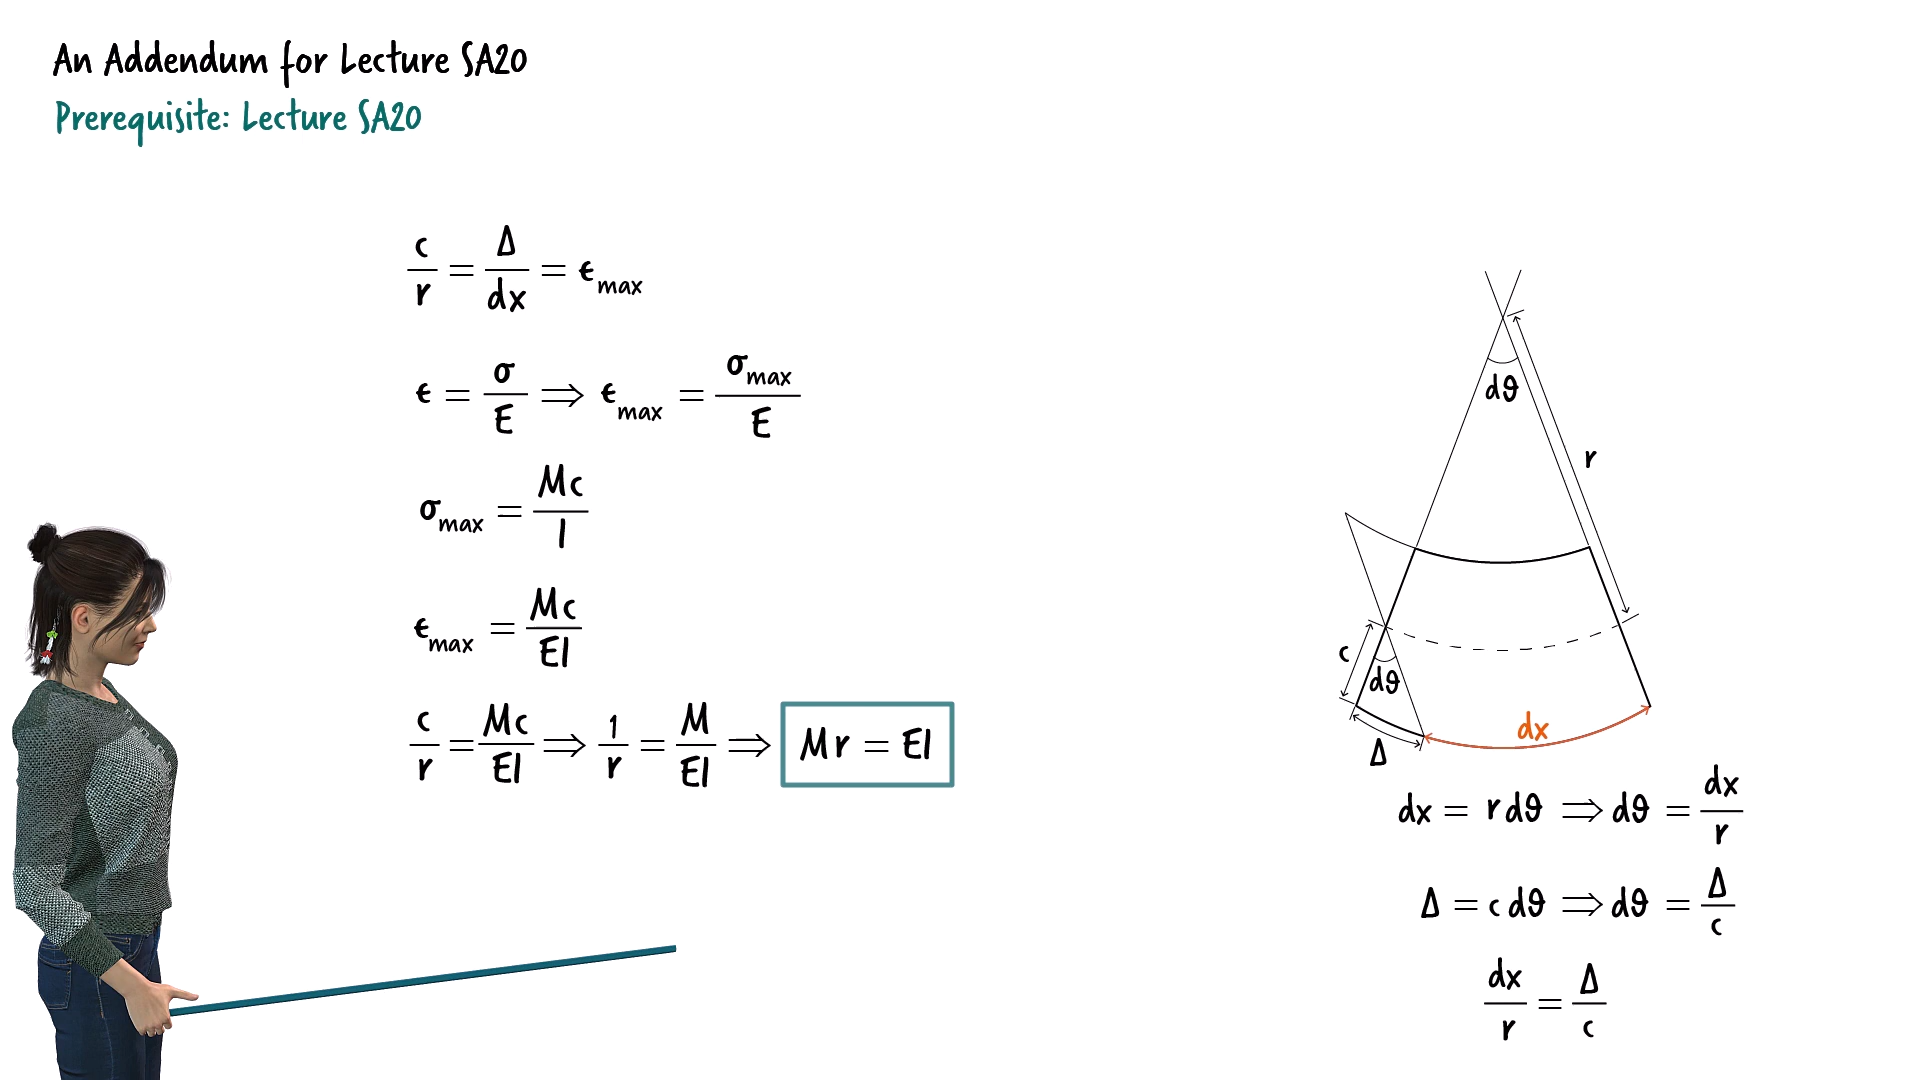 An Addendum for Lecture SA20
Prerequisite: Lecture SA20
c/r = Δ/dx = ϵmax
ϵ = σ/E ⟹ ϵmax = σmax/E
σmax = Mc/I
ϵmax = Mc/EI
c/r = Mc/EI ⟹ 1/r = M/EI ⟹ Mr = EI
dϑ
r
c
dϑ
dx
Δ
dx = r dϑ ⟹ dϑ = dx/r
Δ = c dϑ ⟹ dϑ = Δ/c
dx/r = Δ/c